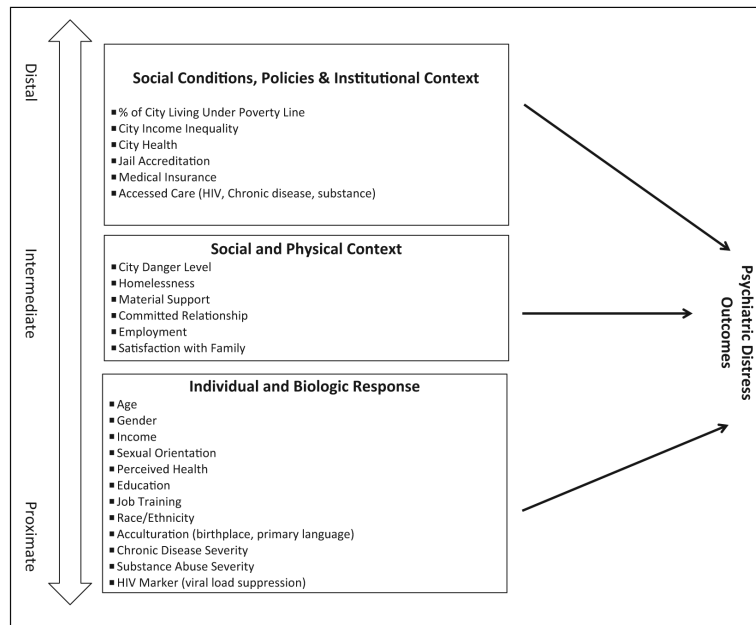 Distal
Intermediate
Proximate
Social Conditions, Policies & Institutional Context
▪ % of City Living Under Poverty Line
▪ City Income Inequality
▪ City Health
▪ Jail Accreditation
▪ Medical Insurance
▪ Accessed Care (HIV, Chronic disease, substance)
Social and Physical Context
▪ City Danger Level
▪ Homelessness
▪ Material Support
▪ Committed Relationship
▪ Employment
▪ Satisfaction with Family
Individual and Biologic Response
▪ Age
▪ Gender
▪ Income
▪ Sexual Orientation
▪ Perceived Health
▪ Education
▪ Job Training
▪ Race/Ethnicity
▪ Acculturation (birthplace, primary language)
▪ Chronic Disease Severity
▪ Substance Abuse Severity
▪ HIV Marker (viral load suppression)
Psychiatric Distress
Outcomes